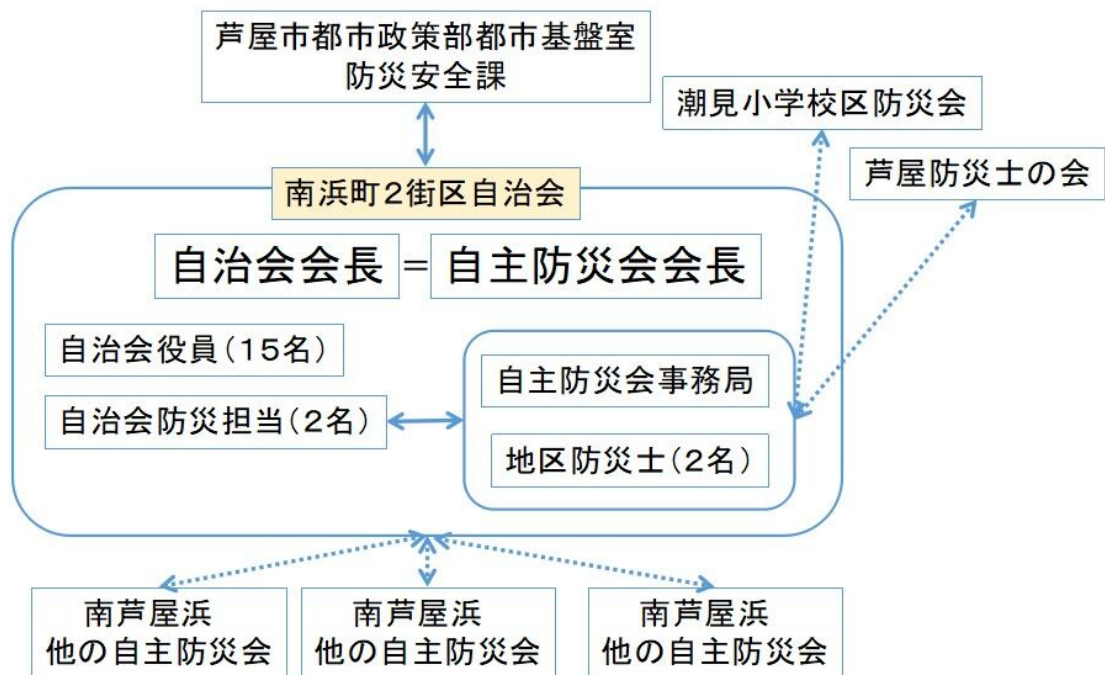 芦屋市都市政策部都市基盤室
防災安全課
潮見小学校区防災会
芦屋防災士の会
南浜町2街区自治会
自治会会長 = 自主防災会会長
自治会役員(15名)
自主防災会事務局
自治会防災担当(2名)
地区防災士(2名)
南芦屋浜
他の自主防災会
南芦屋浜
他の自主防災会
南芦屋浜
他の自主防災会